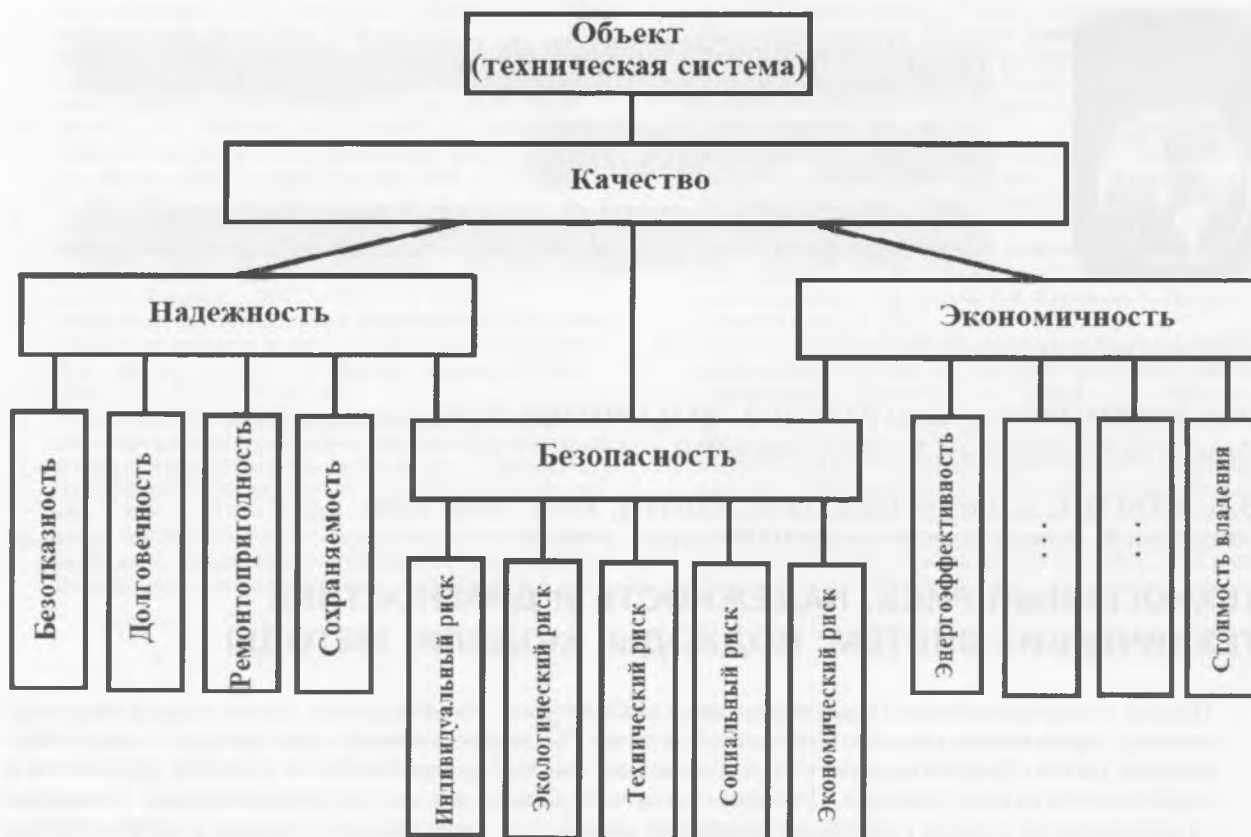 Объект
(техническая система)
Качество
Надежность
Экономичность
Безопасность
Безотказность
Долговечность
Ремонтопригодность
Сохраняемость
Индивидуальный риск
Экологический риск
Технический риск
Социальный риск
Экономический риск
Энергоэффективность
...
...
Стоимость владения